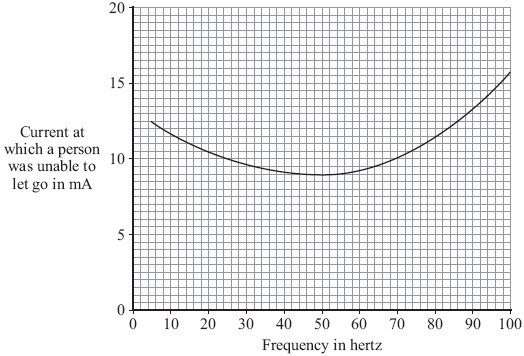 20
15
10
5
0
Current at
which a person
was unable to
let go in mA
0 10 20 30 40 50 60 70 80 90 100
Frequency in hertz